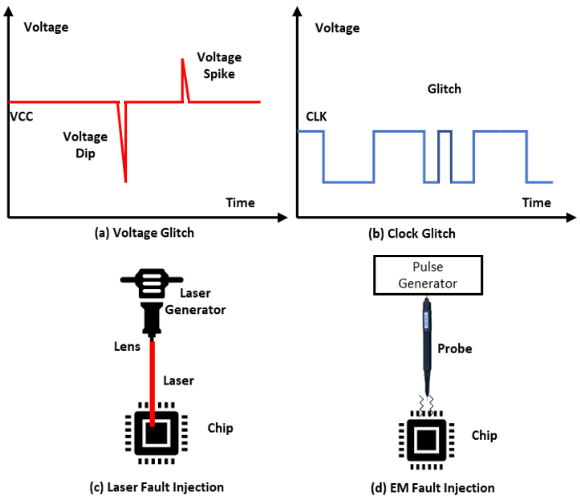 Voltage
Voltage
Spike
VCC
Voltage
Dip
Time
(a) Voltage Glitch
Voltage
Glitch
CLK
Time
(b) Clock Glitch
Laser
Generator
Lens
Laser
Chip
(c) Laser Fault Injection
Pulse
Generator
Probe
Chip
(d) EM Fault Injection